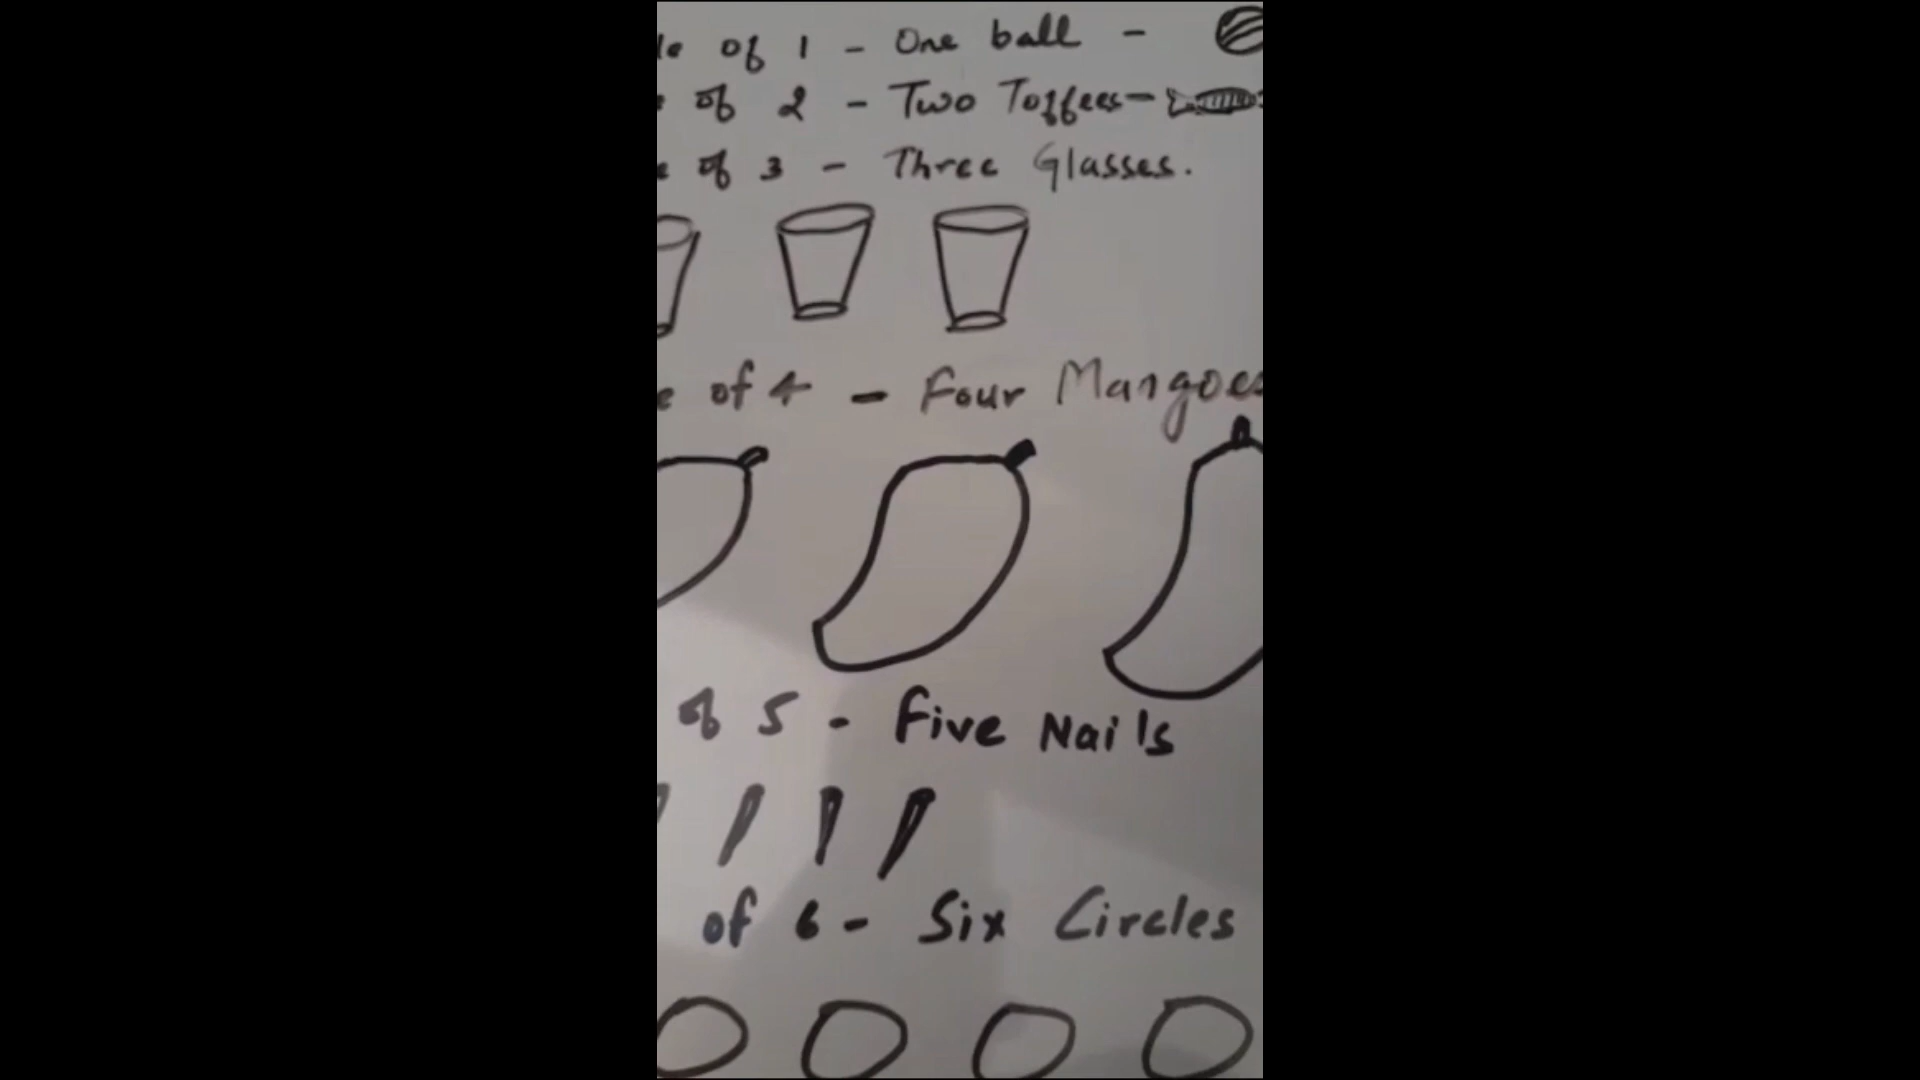 le of 1 - One ball -
of 2 - Two Toffees-
e of 3 - Three Glasses.
e of 4 - Four Mangoes
of 5 - Five Nails
of 6 - Six Circles